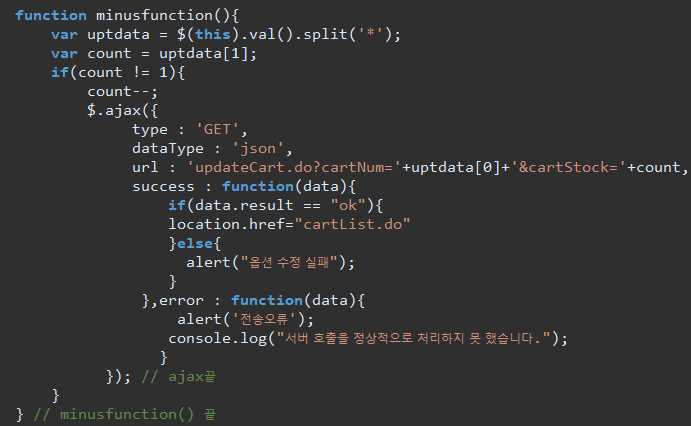 function minusfunction(){
    var uptdata = $(this).val().split('*');
    var count = uptdata[1];
    if(count != 1){
        count--;
        $.ajax({
             type : 'GET',
             dataType : 'json',
             url : 'updateCart.do?cartNum='+uptdata[0]+'&cartStock='+count,
             success : function(data){
                 if(data.result == "ok"){
                 location.href="cartList.do"
                 }else{
                   alert("옵션 수정 실패");
                 }
              },error : function(data){
                  alert('전송오류');
                 console.log("서버 호출을 정상적으로 처리하지 못 했습니다.");
                }
          }); // ajax끝
    }
} // minusfunction() 끝